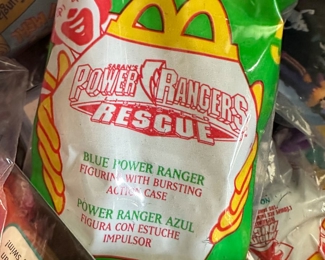 SABAN'S
POWER RANGERS
RESCUE
BLUE POWER RANGER
FIGURINE WITH BURSTING
ACTION CASE
POWER RANGER AZUL
FIGURA CON ESTUCHE
IMPULSOR